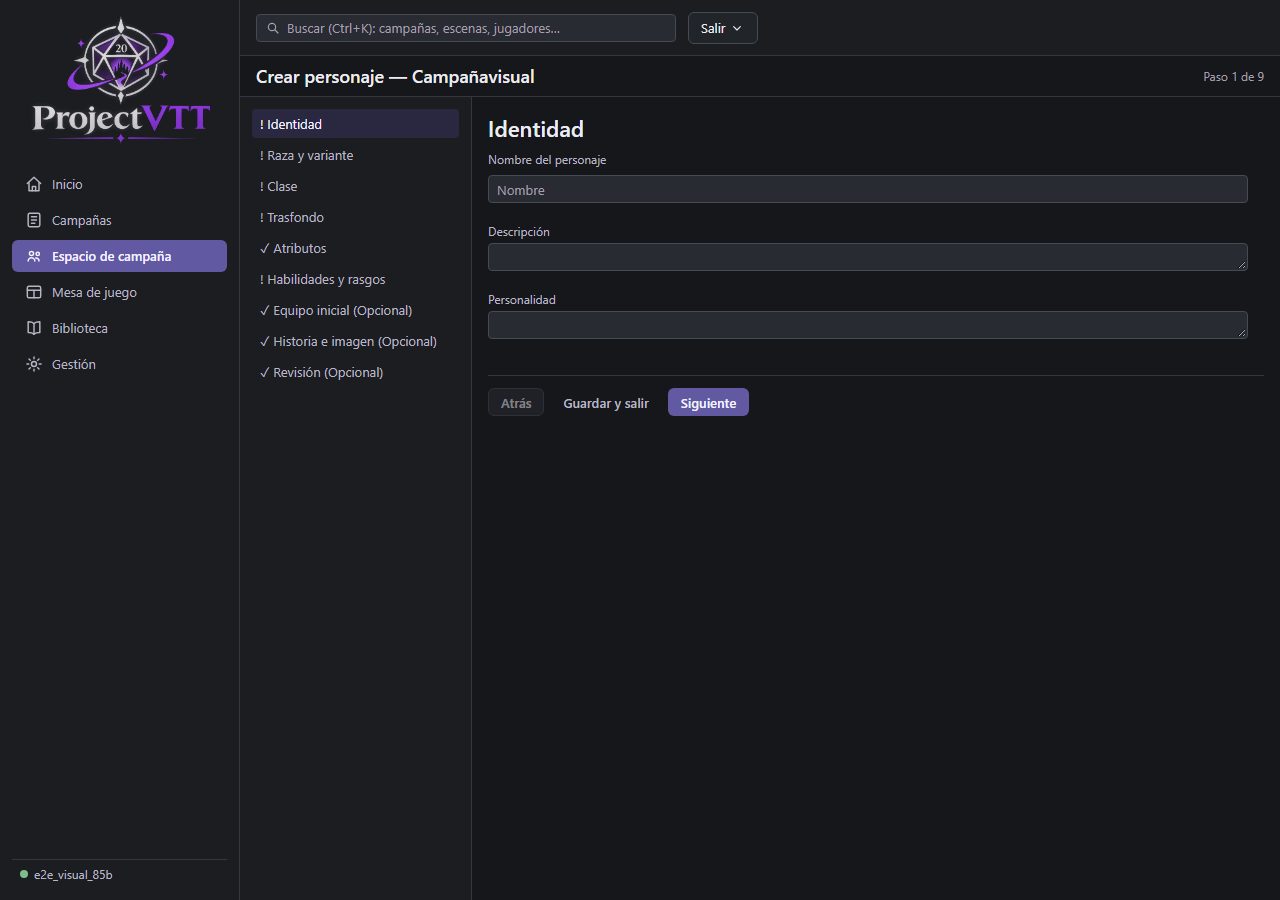 20
ProjectVTT
Inicio
Campañas
Espacio de campaña
Mesa de juego
Biblioteca
Gestión
e2e_visual_85b
Buscar (Ctrl+K): campañas, escenas, jugadores...
Salir
Crear personaje — Campañavisual
Paso 1 de 9
! Identidad
! Raza y variante
! Clase
! Trasfondo
✓ Atributos
! Habilidades y rasgos
✓ Equipo inicial (Opcional)
✓ Historia e imagen (Opcional)
✓ Revisión (Opcional)
Identidad
Nombre del personaje
Nombre
Descripción
Personalidad
Atrás
Guardar y salir
Siguiente